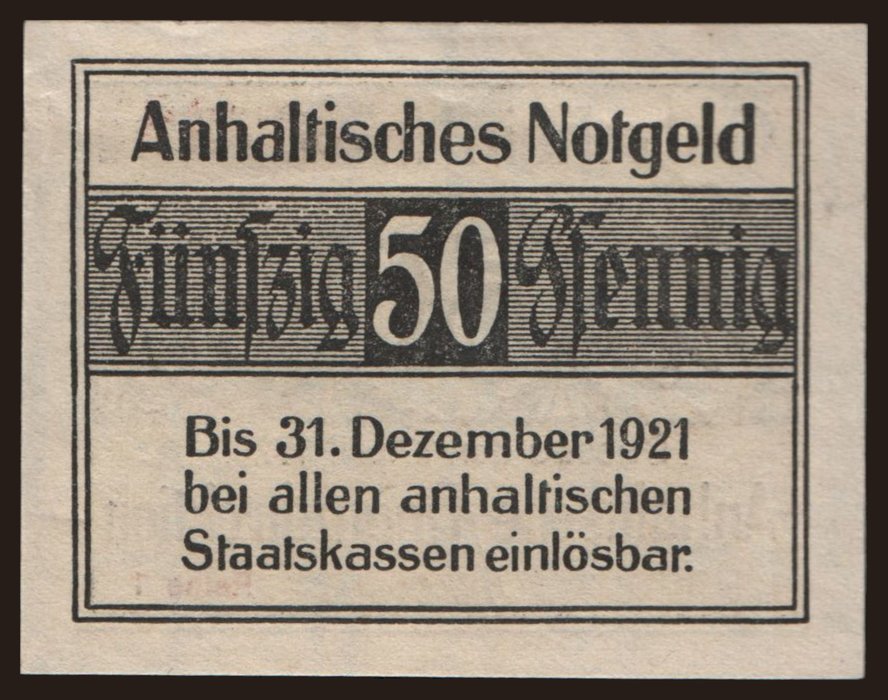 Anhaltisches Notgeld
Fünfzig 50 Pfennig
Bis 31. Dezember 1921
bei allen anhaltischen
Staatskassen einlösbar.